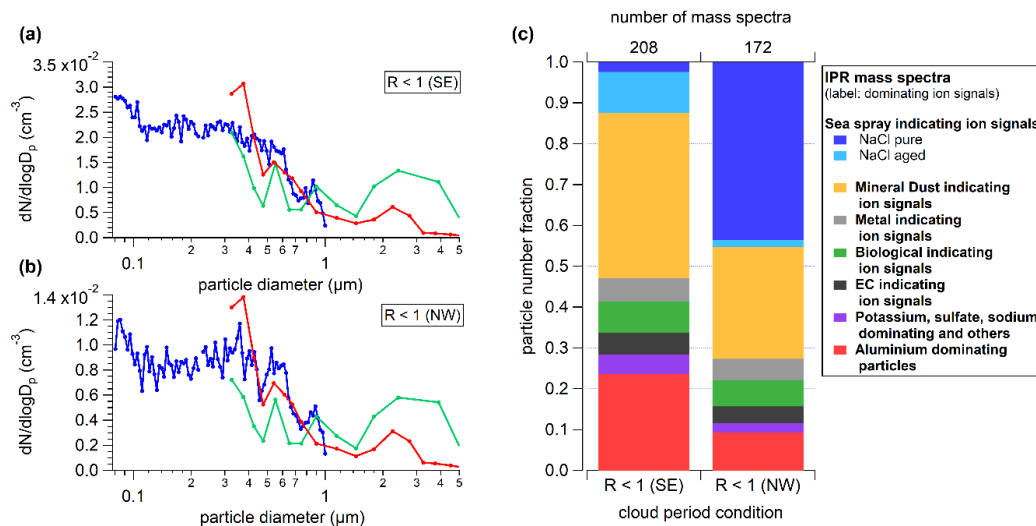 (a)
3.5 x10⁻²
3.0
2.5
2.0
1.5
1.0
0.5
0.0
dN/dlogDₚ (cm⁻³)
R < 1 (SE)
0.1
2
3
4
5
6
7
1
2
3
4
5
particle diameter (µm)
(b)
1.4 x10⁻²
1.2
1.0
0.8
0.6
0.4
0.2
0.0
dN/dlogDₚ (cm⁻³)
R < 1 (NW)
0.1
2
3
4
5
6
7
1
2
3
4
5
particle diameter (µm)
(c)
number of mass spectra
208 172
1.0
0.9
0.8
0.7
0.6
0.5
0.4
0.3
0.2
0.1
0.0
particle number fraction
R < 1 (SE) R < 1 (NW)
cloud period condition
IPR mass spectra
(label: dominating ion signals)
Sea spray indicating ion signals
NaCl pure
NaCl aged
Mineral Dust indicating
ion signals
Metal indicating
ion signals
Biological indicating
ion signals
EC indicating
ion signals
Potassium, sulfate, sodium
dominating and others
Aluminium dominating
particles